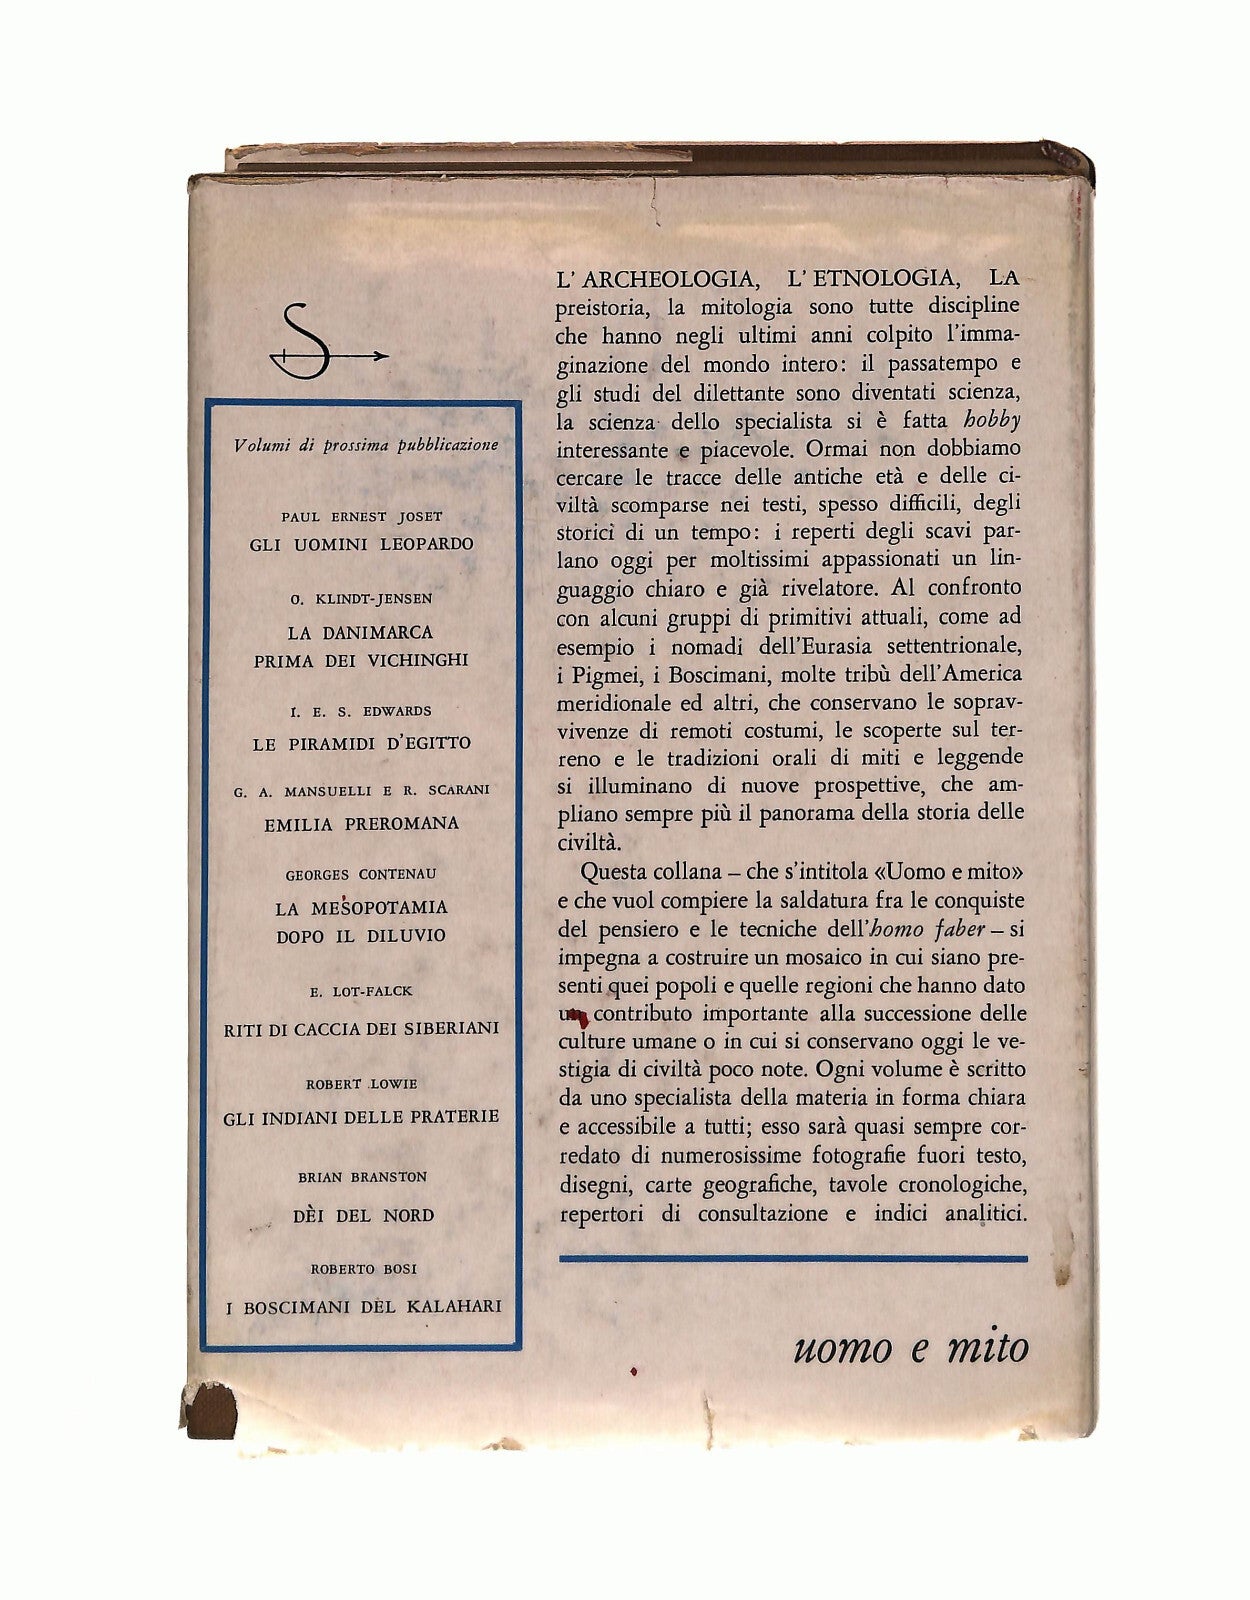 S
Volumi di prossima pubblicazione
PAUL ERNEST JOSET
GLI UOMINI LEOPARDO
O. KLINDT-JENSEN
LA DANIMARCA
PRIMA DEI VICHINGHI
I. E. S. EDWARDS
LE PIRAMIDI D'EGITTO
G. A. MANSUELLI E R. SCARANI
EMILIA PREROMANA
GEORGES CONTENAU
LA MESOPOTAMIA
DOPO IL DILUVIO
E. LOT-FALCK
RITI DI CACCIA DEI SIBERIANI
ROBERT LOWIE
GLI INDIANI DELLE PRATERIE
BRIAN BRANSTON
DÈI DEL NORD
ROBERTO BOSI
I BOSCIMANI DEL KALAHARI
L' ARCHEOLOGIA, L' ETNOLOGIA, LA
preistoria, la mitologia sono tutte discipline
che hanno negli ultimi anni colpito l'imma-
ginazione del mondo intero: il passatempo e
gli studi del dilettante sono diventati scienza,
la scienza dello specialista si è fatta hobby
interessante e piacevole. Ormai non dobbiamo
cercare le tracce delle antiche età e delle ci-
viltà scomparse nei testi, spesso difficili, degli
storici di un tempo: i reperti degli scavi par-
lano oggi per moltissimi appassionati un lin-
guaggio chiaro e già rivelatore. Al confronto
con alcuni gruppi di primitivi attuali, come ad
esempio i nomadi dell'Eurasia settentrionale,
i Pigmei, i Boscimani, molte tribù dell'America
meridionale ed altri, che conservano le soprav-
vivenze di remoti costumi, le scoperte sul ter-
reno e le tradizioni orali di miti e leggende
si illuminano di nuove prospettive, che am-
pliano sempre più il panorama della storia delle
civiltà.
Questa collana – che s'intitola «Uomo e mito»
e che vuol compiere la saldatura fra le conquiste
del pensiero e le tecniche dell'homo faber – si
impegna a costruire un mosaico in cui siano pre-
senti quei popoli e quelle regioni che hanno dato
un contributo importante alla successione delle
culture umane o in cui si conservano oggi le ve-
stigia di civiltà poco note. Ogni volume è scritto
da uno specialista della materia in forma chiara
e accessibile a tutti; esso sarà quasi sempre cor-
redato di numerosissime fotografie fuori testo,
disegni, carte geografiche, tavole cronologiche,
repertori di consultazione e indici analitici.
uomo e mito